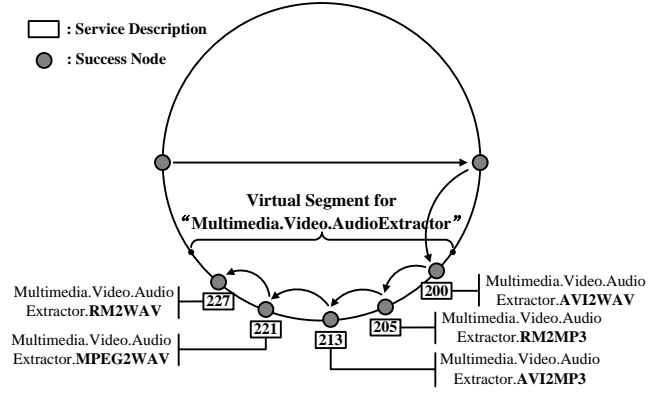 : Service Description
: Success Node
Virtual Segment for
“Multimedia.Video.AudioExtractor”
227
221
213
205
200
Multimedia.Video.Audio
Extractor.RM2WAV
Multimedia.Video.Audio
Extractor.MPEG2WAV
Multimedia.Video.Audio
Extractor.AVI2WAV
Multimedia.Video.Audio
Extractor.RM2MP3
Multimedia.Video.Audio
Extractor.AVI2MP3